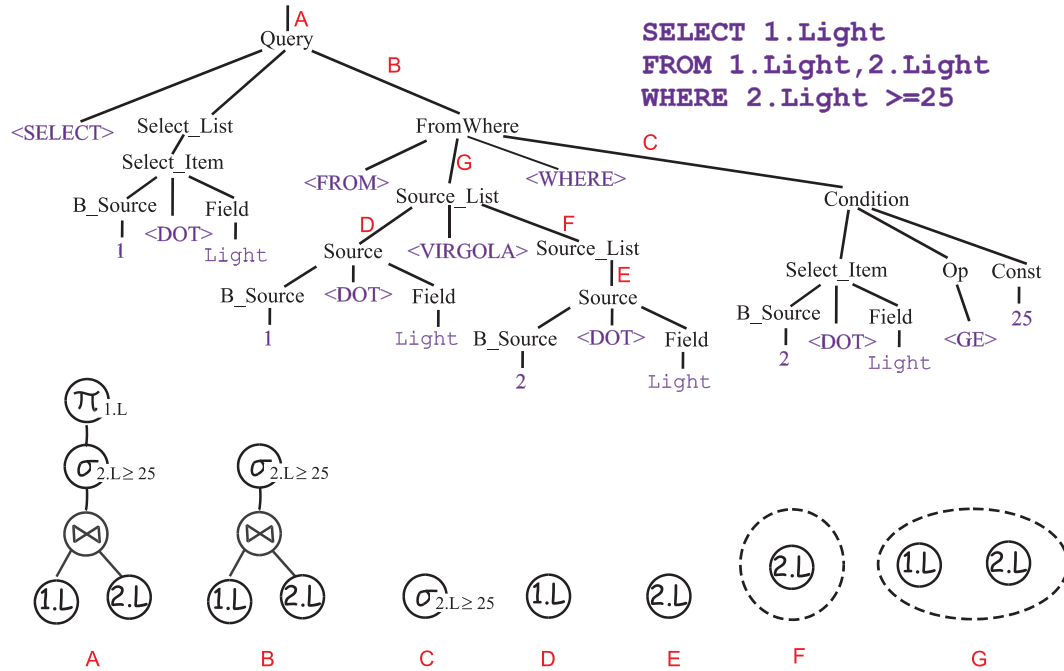 A
Query
SELECT 1.Light
FROM 1.Light,2.Light
WHERE 2.Light >=25
B
<SELECT>
Select_List
FromWhere
C
G
Select_Item
<FROM>
<WHERE>
Source_List
Condition
B_Source
<DOT>
Field
D
F
1
Light
Source
<VIRGOLA>
Source_List
E
Select_Item
Op
Const
B_Source
<DOT>
Field
Source
B_Source
<DOT>
Field
<GE>
25
1
Light
B_Source
<DOT>
Field
2
Light
2
Light
π1.L
σ2.L≥25
σ2.L≥25
⋈
⋈
2.L
1.L
2.L
1.L
2.L
1.L
2.L
σ2.L≥25
1.L
2.L
A
B
C
D
E
F
G